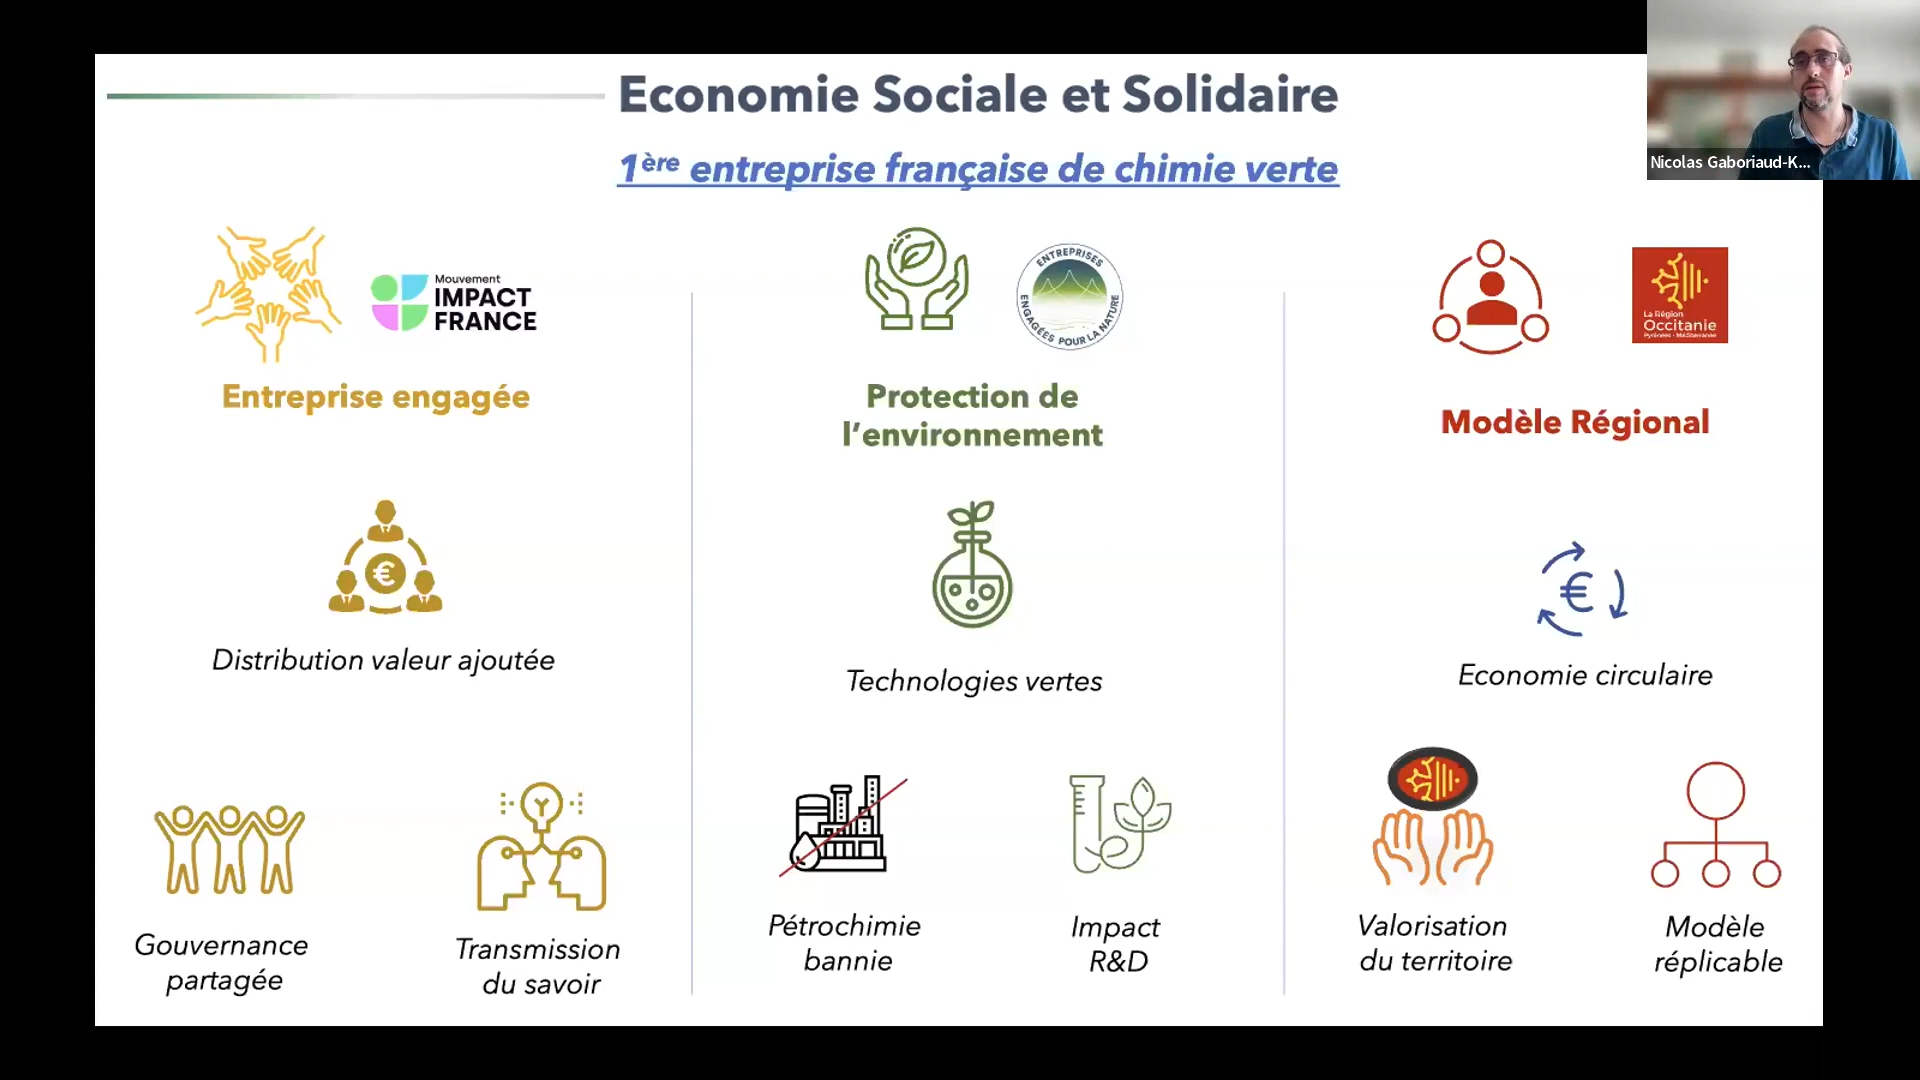 Economie Sociale et Solidaire
1ère entreprise française de chimie verte
Nicolas Gaboriaud-K...
Mouvement
IMPACT
FRANCE
Entreprise engagée
Distribution valeur ajoutée
Gouvernance
partagée
Transmission
du savoir
ENTREPRISES
ENGAGÉES POUR LA NATURE
Protection de
l'environnement
Technologies vertes
Pétrochimie
bannie
Impact
R&D
La Région
Occitanie
Pyrénées - Méditerranée
Modèle Régional
€
Economie circulaire
Valorisation
du territoire
Modèle
réplicable